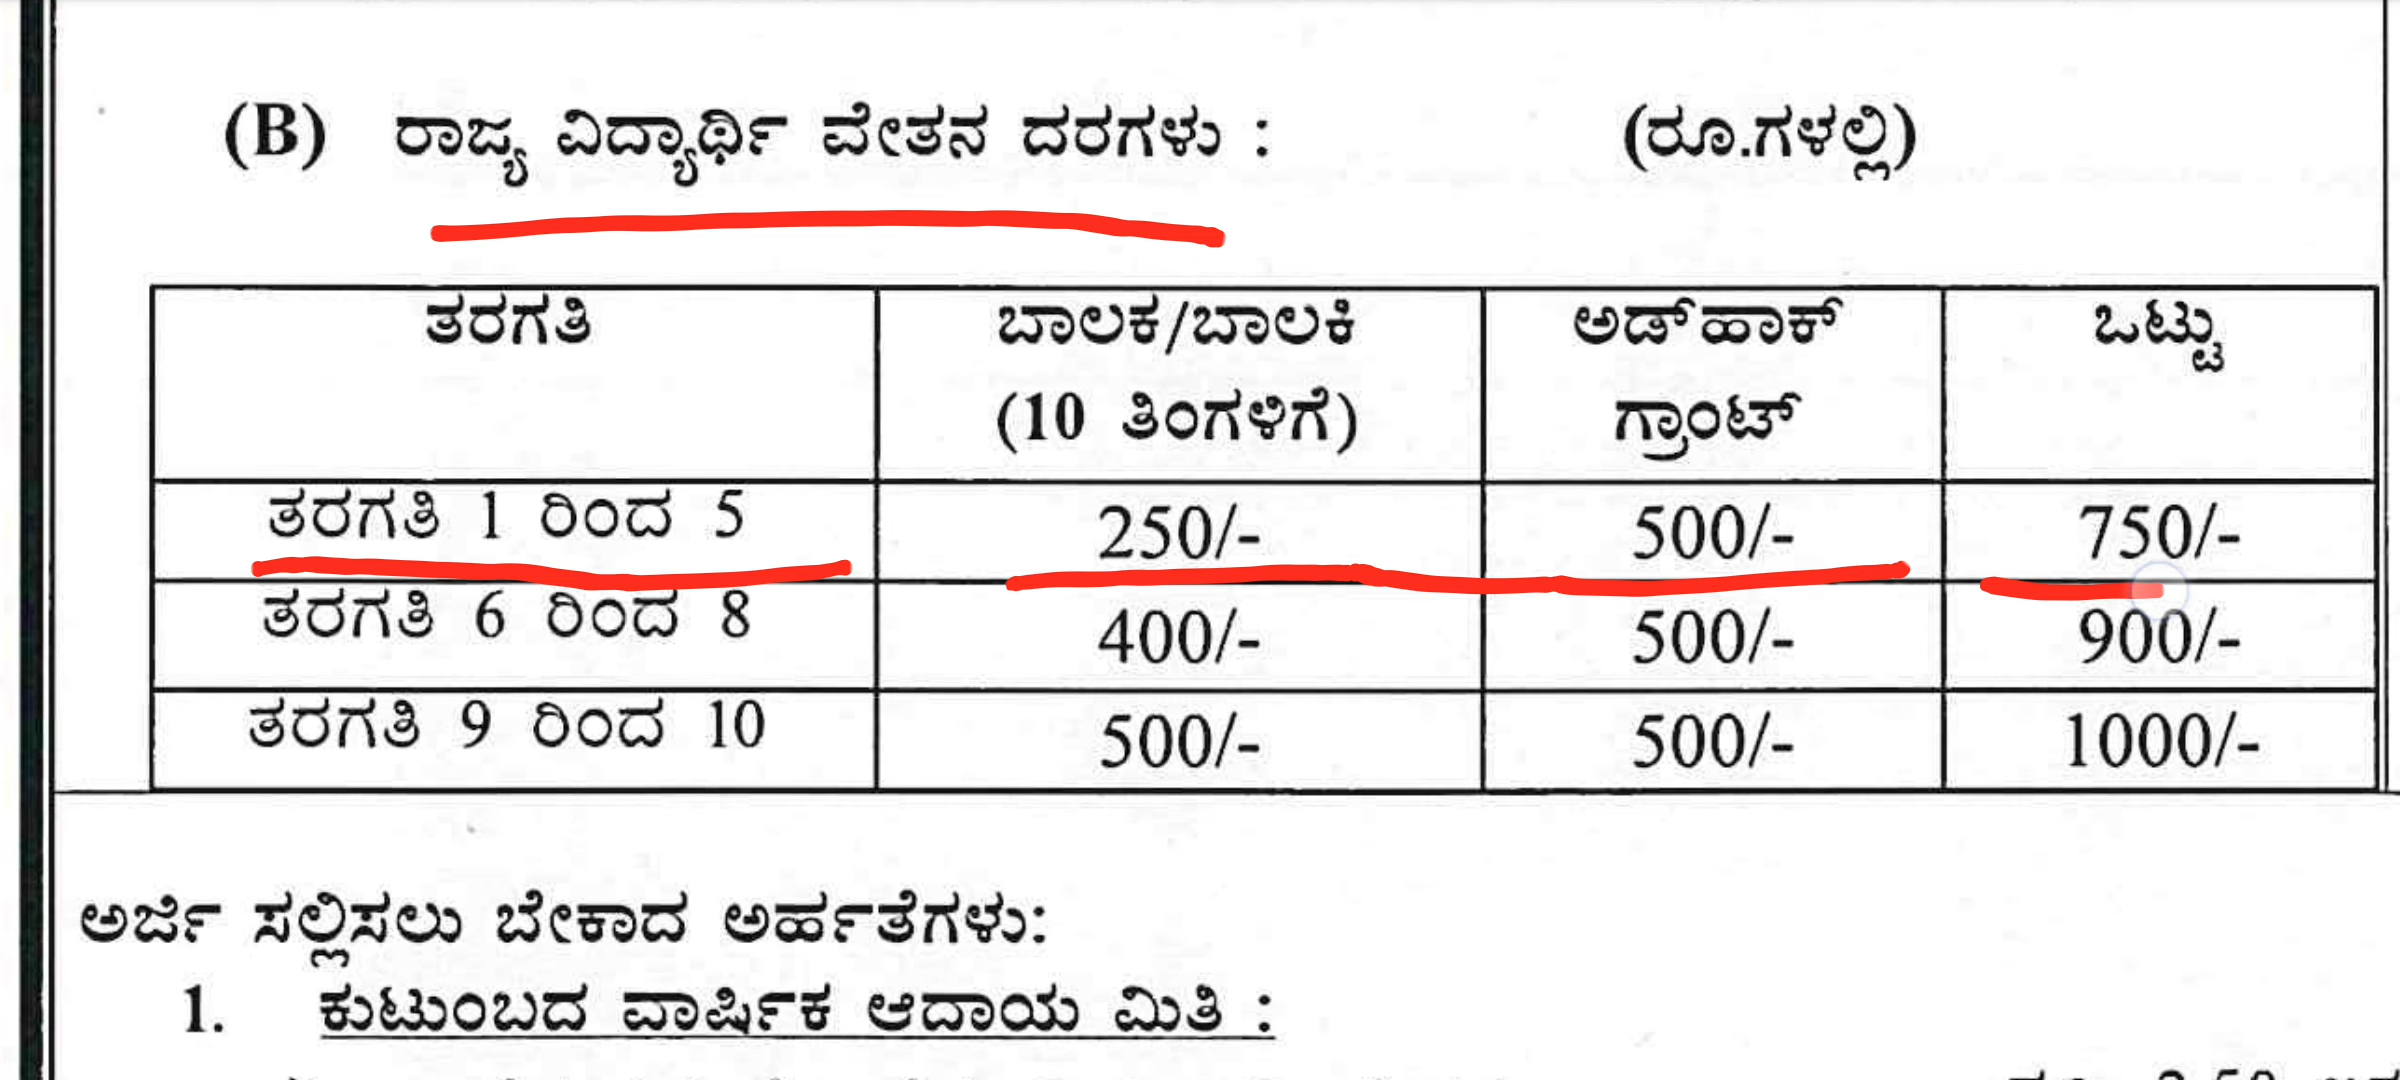 (B) ರಾಜ್ಯ ವಿದ್ಯಾರ್ಥಿ ವೇತನ ದರಗಳು : (ರೂ.ಗಳಲ್ಲಿ)
ತರಗತಿ ಬಾಲಕ/ಬಾಲಕಿ ಅಡ್‌ಹಾಕ್ ಒಟ್ಟು
(10 ತಿಂಗಳಿಗೆ) ಗ್ರಾಂಟ್
ತರಗತಿ 1 ರಿಂದ 5 250/- 500/- 750/-
ತರಗತಿ 6 ರಿಂದ 8 400/- 500/- 900/-
ತರಗತಿ 9 ರಿಂದ 10 500/- 500/- 1000/-
ಅರ್ಜಿ ಸಲ್ಲಿಸಲು ಬೇಕಾದ ಅರ್ಹತೆಗಳು:
1. ಕುಟುಂಬದ ವಾರ್ಷಿಕ ಆದಾಯ ಮಿತಿ :